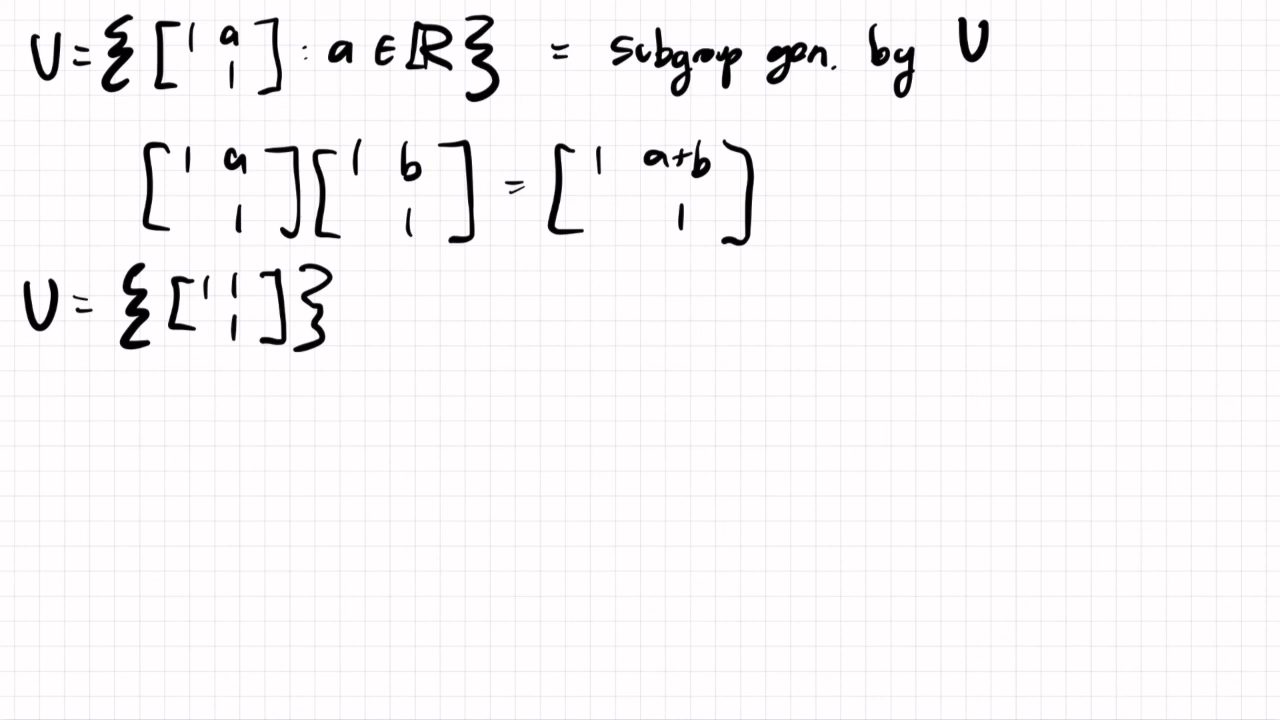 U = { [ 1 a 1 ] : a ∈ ℝ } = subgroup gen. by U
[ 1 a 1 ] [ 1 b 1 ] = [ 1 a+b 1 ]
U = { [ 1 1 1 ] }